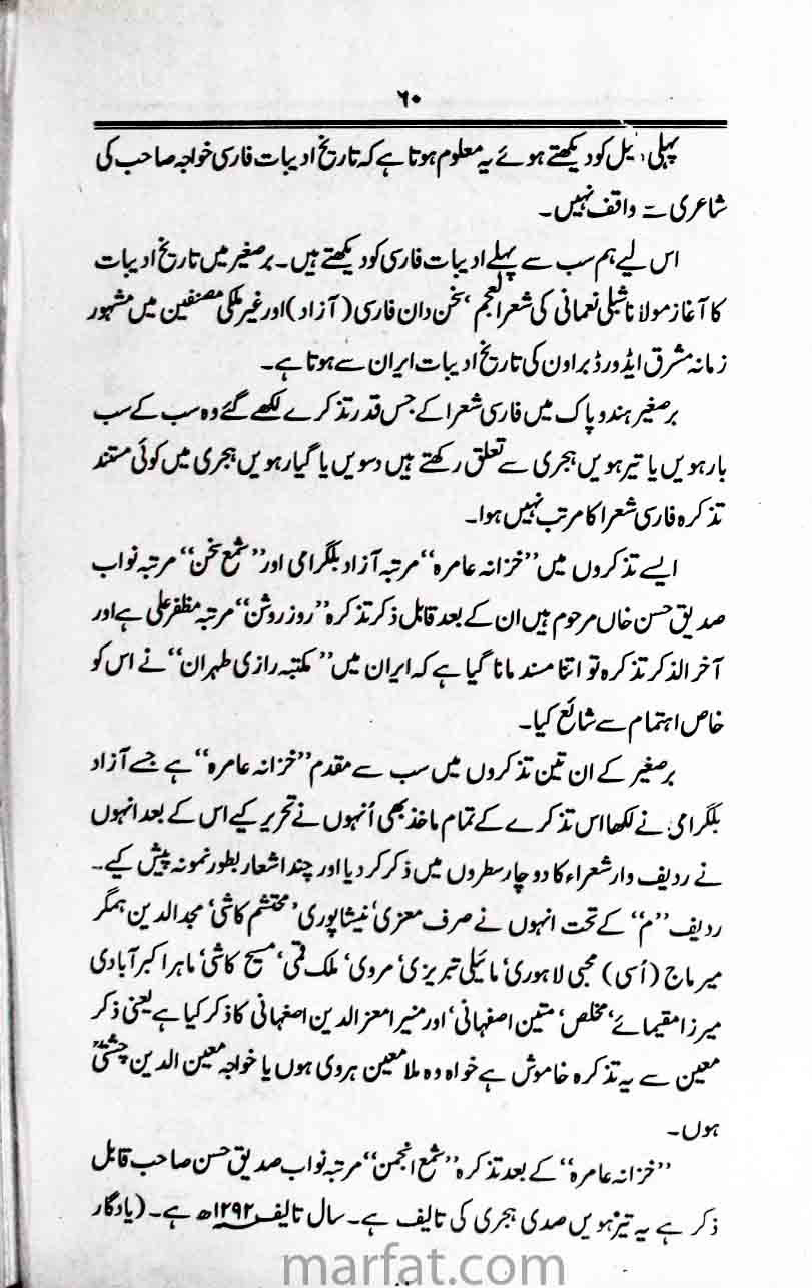 ۶۰
پہلی دلیل کو دیکھتے ہوئے یہ معلوم ہوتا ہے کہ تاریخ ادبیات فارسی خواجہ صاحب کی
شاعری سے واقف نہیں۔
اس لیے ہم سب سے پہلے ادبیات فارسی کو دیکھتے ہیں۔ برصغیر میں تاریخ ادبیات
کا آغاز مولانا شبلی نعمانی کی شعر العجم، سخن دان فارسی (آزاد) اور غیر ملکی مصنفین میں مشہور
زمانہ مشرق ایڈورڈ براون کی تاریخ ادبیات ایران سے ہوتا ہے۔
برصغیر ہندو پاک میں فارسی شعرا کے جس قدر تذکرے لکھے گئے وہ سب کے سب
بارہویں یا تیرہویں ہجری سے تعلق رکھتے ہیں دسویں یا گیارہویں ہجری میں کوئی مستند
تذکرہ فارسی شعرا کا مرتب نہیں ہوا۔
ایسے تذکروں میں ”خزانہ عامرہ“ مرتبہ آزاد بلگرامی اور ”شمع سخن“ مرتبہ نواب
صدیق حسن خاں مرحوم ہیں ان کے بعد قابل ذکر تذکرہ ”روز روشن“ مرتبہ مظفر علی ہے اور
آخر الذکر تذکرہ تو اتنا مستند مانا گیا ہے کہ ایران میں ”مکتبہ رازی طہران“ نے اس کو
خاص اہتمام سے شائع کیا۔
برصغیر کے ان تین تذکروں میں سب سے مقدم ”خزانہ عامرہ“ ہے جسے آزاد
بلگرامی نے لکھا اس تذکرے کے تمام ماخذ بھی اُنہوں نے تحریر کیے اس کے بعد انہوں
نے ردیف وار شعراء کا دو چار سطروں میں ذکر کر دیا اور چند اشعار بطور نمونہ پیش کیے۔
ردیف ”م“ کے تحت انہوں نے صرف معزی، نیشاپوری، محتشم کاشی، مجد الدین ہمگر
میر ماج (اُسی) محبی لاہوری، مائیلی تبریزی، مروی، ملک قمی، مسیح کاشی، ماہر اکبر آبادی
میرزا مقیمائے، مخلص، متین اصفہانی، اور منیر امعز الدین اصفہانی کا ذکر کیا ہے یعنی ذکر
معین سے یہ تذکرہ خاموش ہے خواہ وہ ملا معین ہروی ہوں یا خواجہ معین الدین چشتیؒ
ہوں۔
”خزانہ عامرہ“ کے بعد تذکرہ ”شمع انجمن“ مرتبہ نواب صدیق حسن صاحب قابل
ذکر ہے یہ تیرہویں صدی ہجری کی تالیف ہے۔ سال تالیف ۱۲۹۲ھ ہے۔ (یادگار
marfat.com